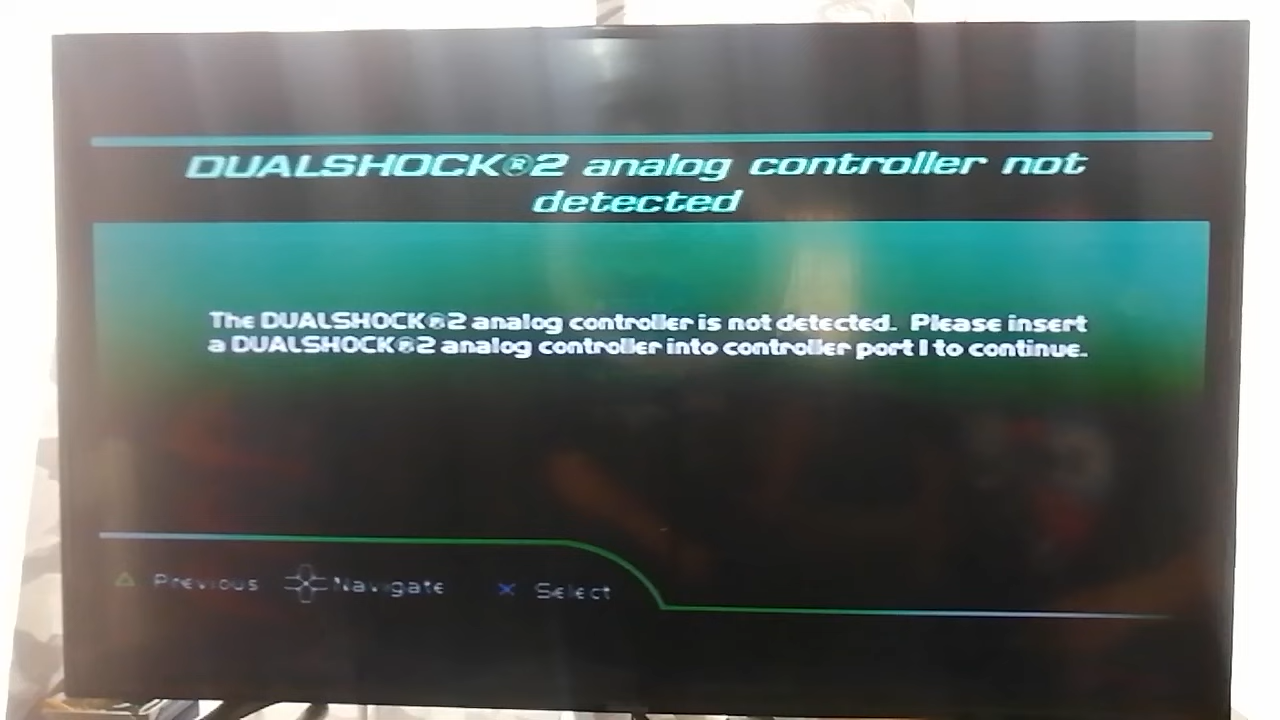 DUALSHOCK®2 analog controller not
detected
The DUALSHOCK®2 analog controller is not detected. Please insert
a DUALSHOCK®2 analog controller into controller port 1 to continue.
Previous Navigate Select